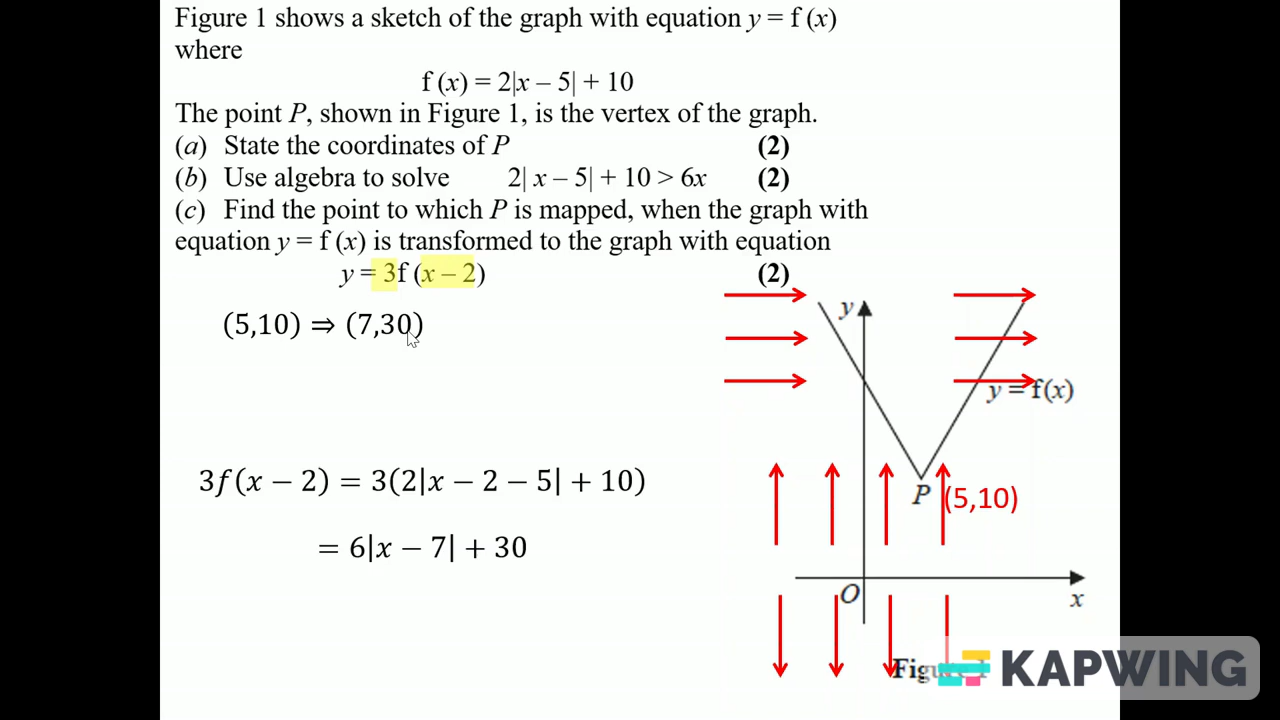 Figure 1 shows a sketch of the graph with equation y = f (x)
where
f (x) = 2|x – 5| + 10
The point P, shown in Figure 1, is the vertex of the graph.
(a) State the coordinates of P (2)
(b) Use algebra to solve 2| x – 5| + 10 > 6x (2)
(c) Find the point to which P is mapped, when the graph with
equation y = f (x) is transformed to the graph with equation
y = 3f (x – 2) (2)
(5,10) ⇒ (7,30)
y
y = f(x)
3f(x − 2) = 3(2|x − 2 − 5| + 10)
P (5,10)
= 6|x − 7| + 30
O
x
Figure 1
KAPWING